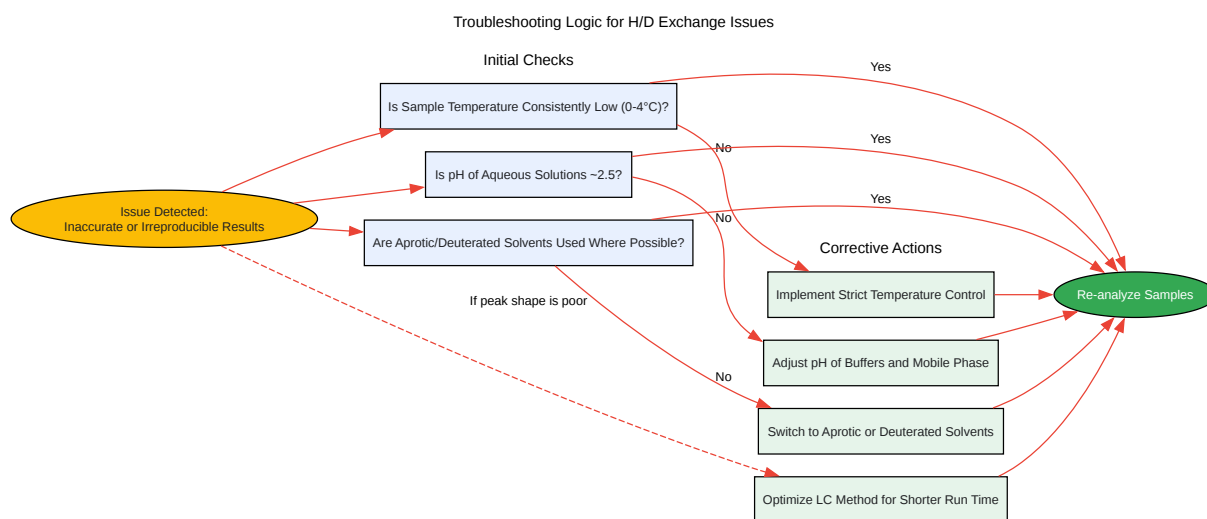 Troubleshooting Logic for H/D Exchange Issues
Initial Checks
Yes
Is Sample Temperature Consistently Low (0-4°C)?
No
Yes
Is pH of Aqueous Solutions ~2.5?
Yes
No
Issue Detected:
Inaccurate or Irreproducible Results
Are Aprotic/Deuterated Solvents Used Where Possible?
Corrective Actions
Implement Strict Temperature Control
Re-analyze Samples
If peak shape is poor
Adjust pH of Buffers and Mobile Phase
No
Switch to Aprotic or Deuterated Solvents
Optimize LC Method for Shorter Run Time